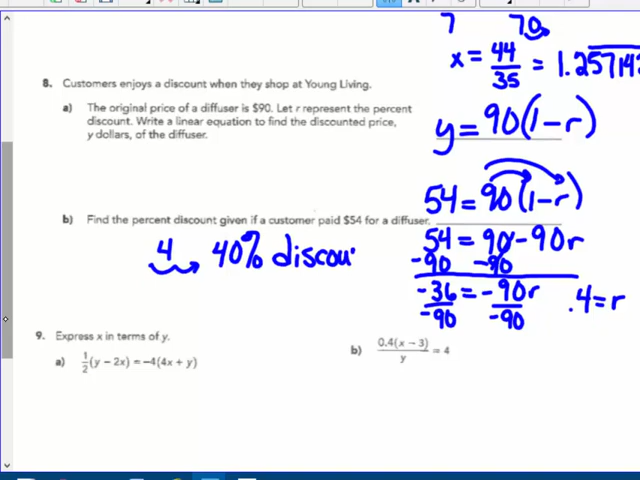 7 70
x = 44/35 = 1.25714
8. Customers enjoys a discount when they shop at Young Living.
a) The original price of a diffuser is $90. Let r represent the percent
discount. Write a linear equation to find the discounted price,
y dollars, of the diffuser.
y = 90(1 - r)
54 = 90(1 - r)
b) Find the percent discount given if a customer paid $54 for a diffuser.
54 = 90 - 90r
4 40% discou
-90 -90
-36/-90 = -90r/-90 .4 = r
9. Express x in terms of y.
a) 1/2(y - 2x) = -4(4x + y)
b) 0.4(x - 3)/y = 4